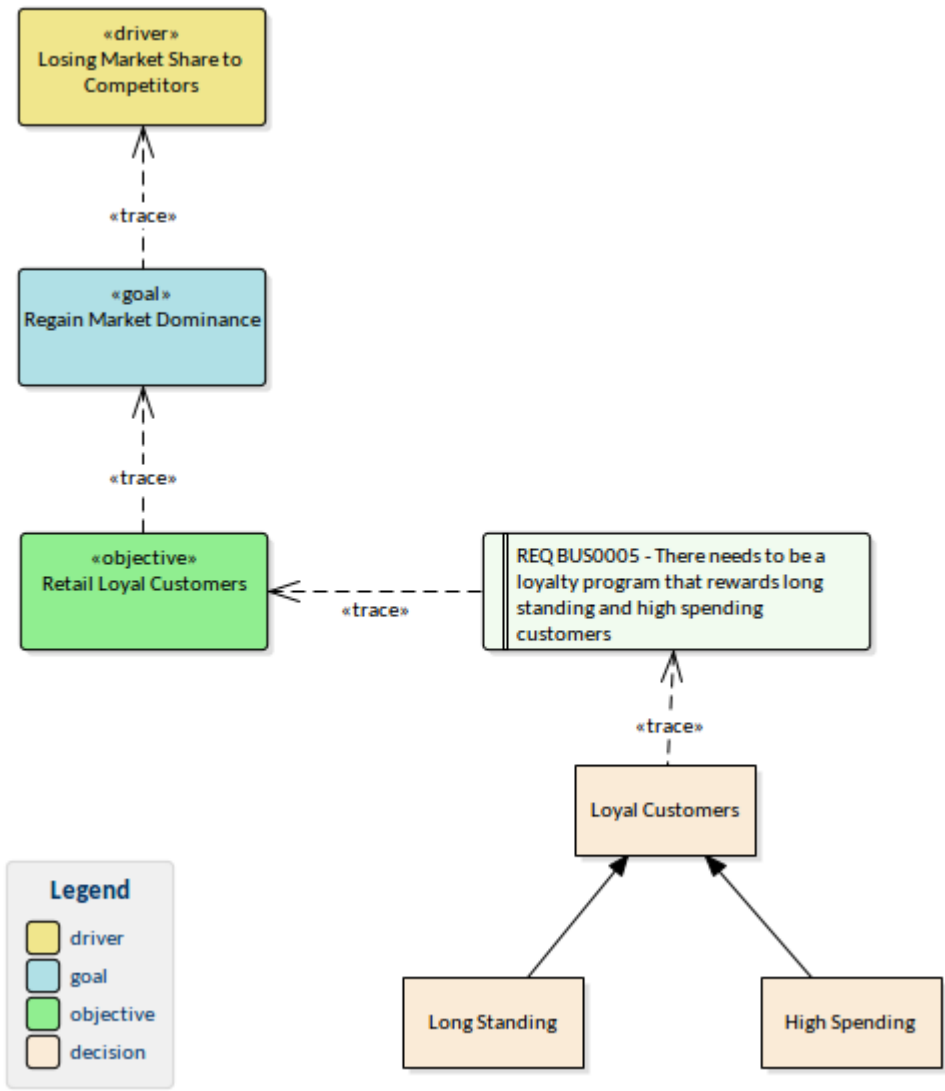 «driver»
Losing Market Share to
Competitors
«trace»
«goal»
Regain Market Dominance
«trace»
«objective»
Retail Loyal Customers
«trace»
REQ BUS0005 - There needs to be a
loyalty program that rewards long
standing and high spending
customers
«trace»
Loyal Customers
Long Standing
High Spending
Legend
driver
goal
objective
decision